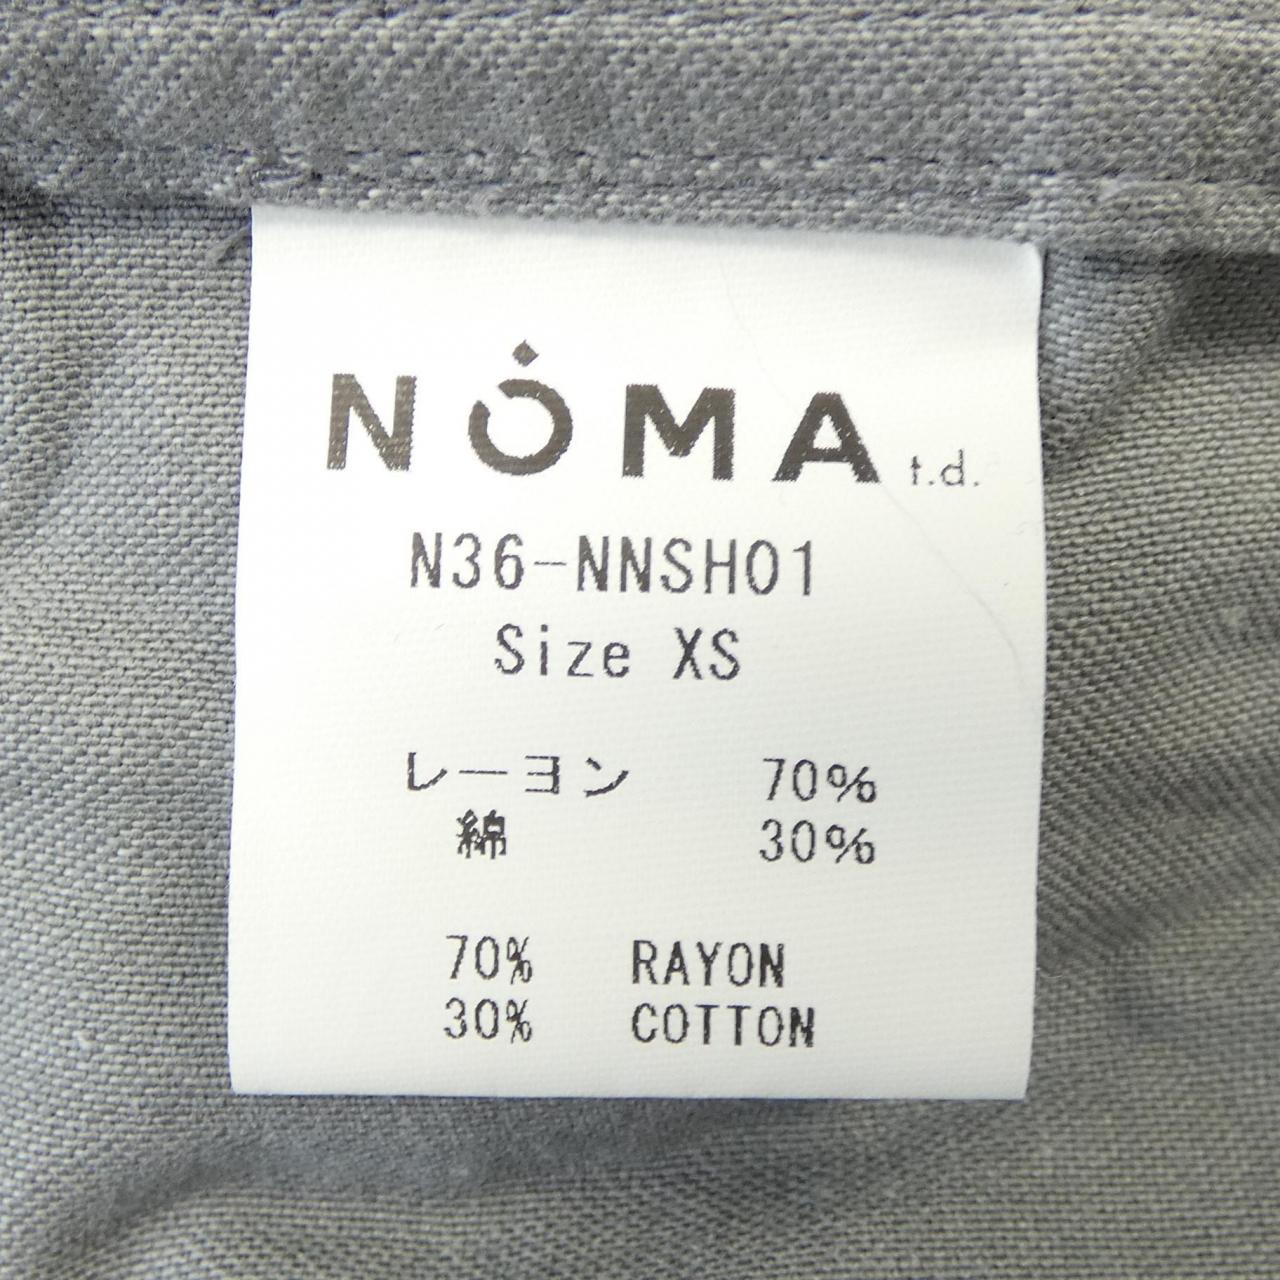 NOMA t.d.
N36-NNSH01
Size XS
レーヨン 70%
綿 30%
70% RAYON
30% COTTON